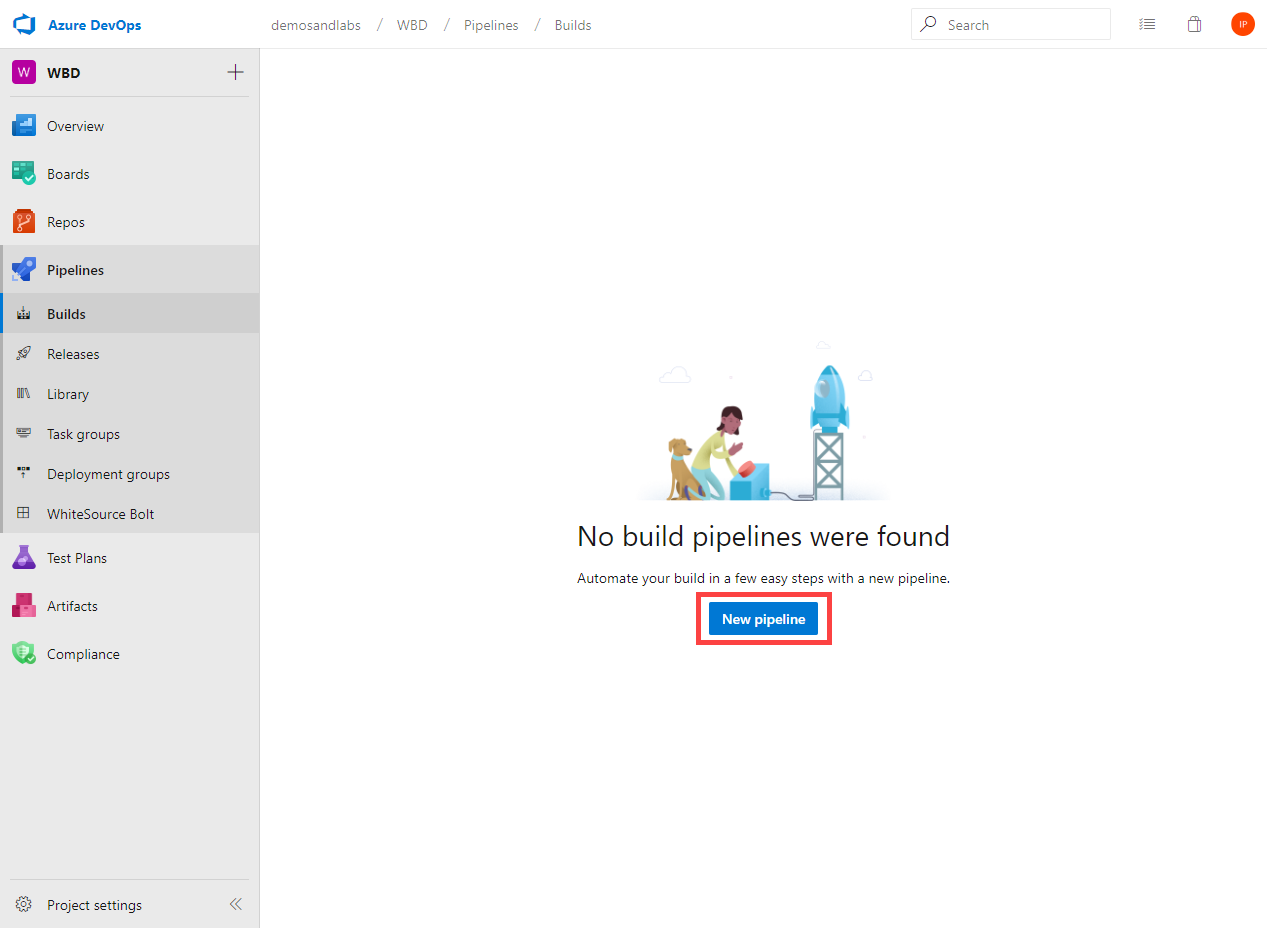 Azure DevOps
demosandlabs / WBD / Pipelines / Builds
Search
IP
W WBD
Overview
Boards
Repos
Pipelines
Builds
Releases
Library
Task groups
Deployment groups
WhiteSource Bolt
Test Plans
Artifacts
Compliance
No build pipelines were found
Automate your build in a few easy steps with a new pipeline.
New pipeline
Project settings